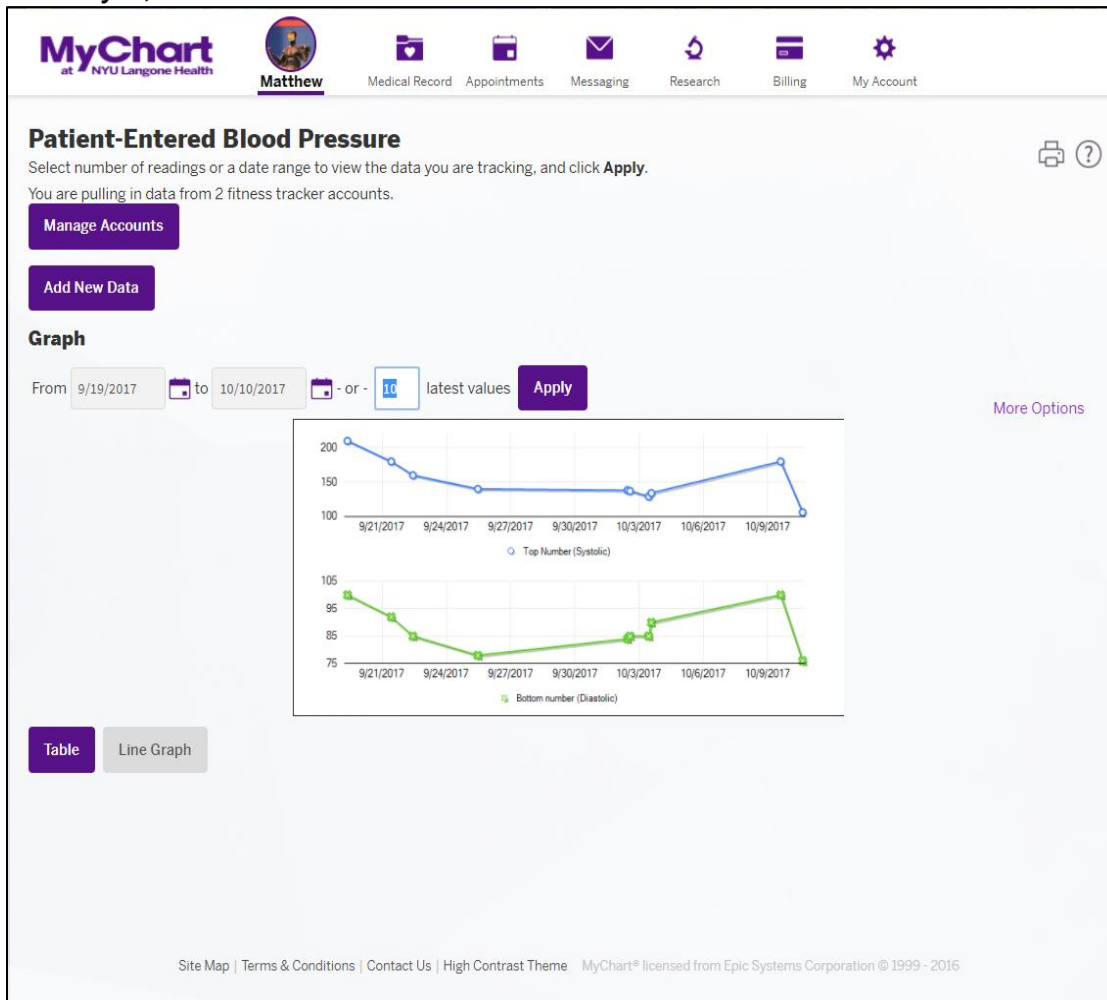 MyChart
at NYU Langone Health
Matthew
Medical Record
Appointments
Messaging
Research
Billing
My Account
Patient-Entered Blood Pressure
Select number of readings or a date range to view the data you are tracking, and click Apply.
You are pulling in data from 2 fitness tracker accounts.
Manage Accounts
Add New Data
Graph
From 9/19/2017 to 10/10/2017 - or - 10 latest values Apply
More Options
200
150
100
9/21/2017 9/24/2017 9/27/2017 9/30/2017 10/3/2017 10/6/2017 10/9/2017
Top Number (Systolic)
105
95
85
75
9/21/2017 9/24/2017 9/27/2017 9/30/2017 10/3/2017 10/6/2017 10/9/2017
Bottom number (Diastolic)
Table
Line Graph
Site Map | Terms & Conditions | Contact Us | High Contrast Theme MyChart® licensed from Epic Systems Corporation © 1999 - 2016